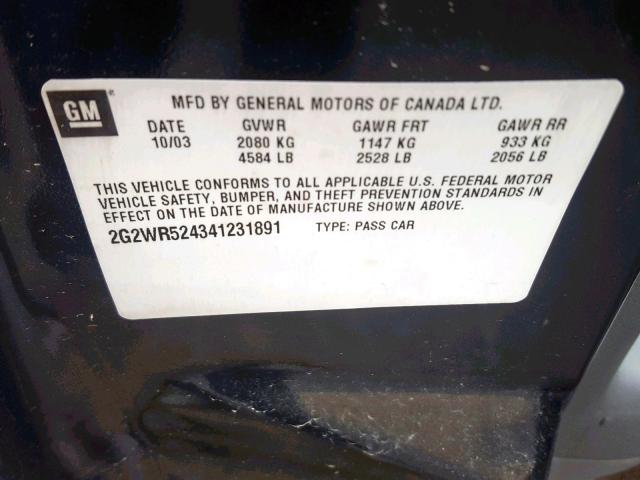 GM
MFD BY GENERAL MOTORS OF CANADA LTD.
DATE GVWR GAWR FRT GAWR RR
10/03 2080 KG 1147 KG 933 KG
4584 LB 2528 LB 2056 LB
THIS VEHICLE CONFORMS TO ALL APPLICABLE U.S. FEDERAL MOTOR
VEHICLE SAFETY, BUMPER, AND THEFT PREVENTION STANDARDS IN
EFFECT ON THE DATE OF MANUFACTURE SHOWN ABOVE.
2G2WR524341231891 TYPE: PASS CAR